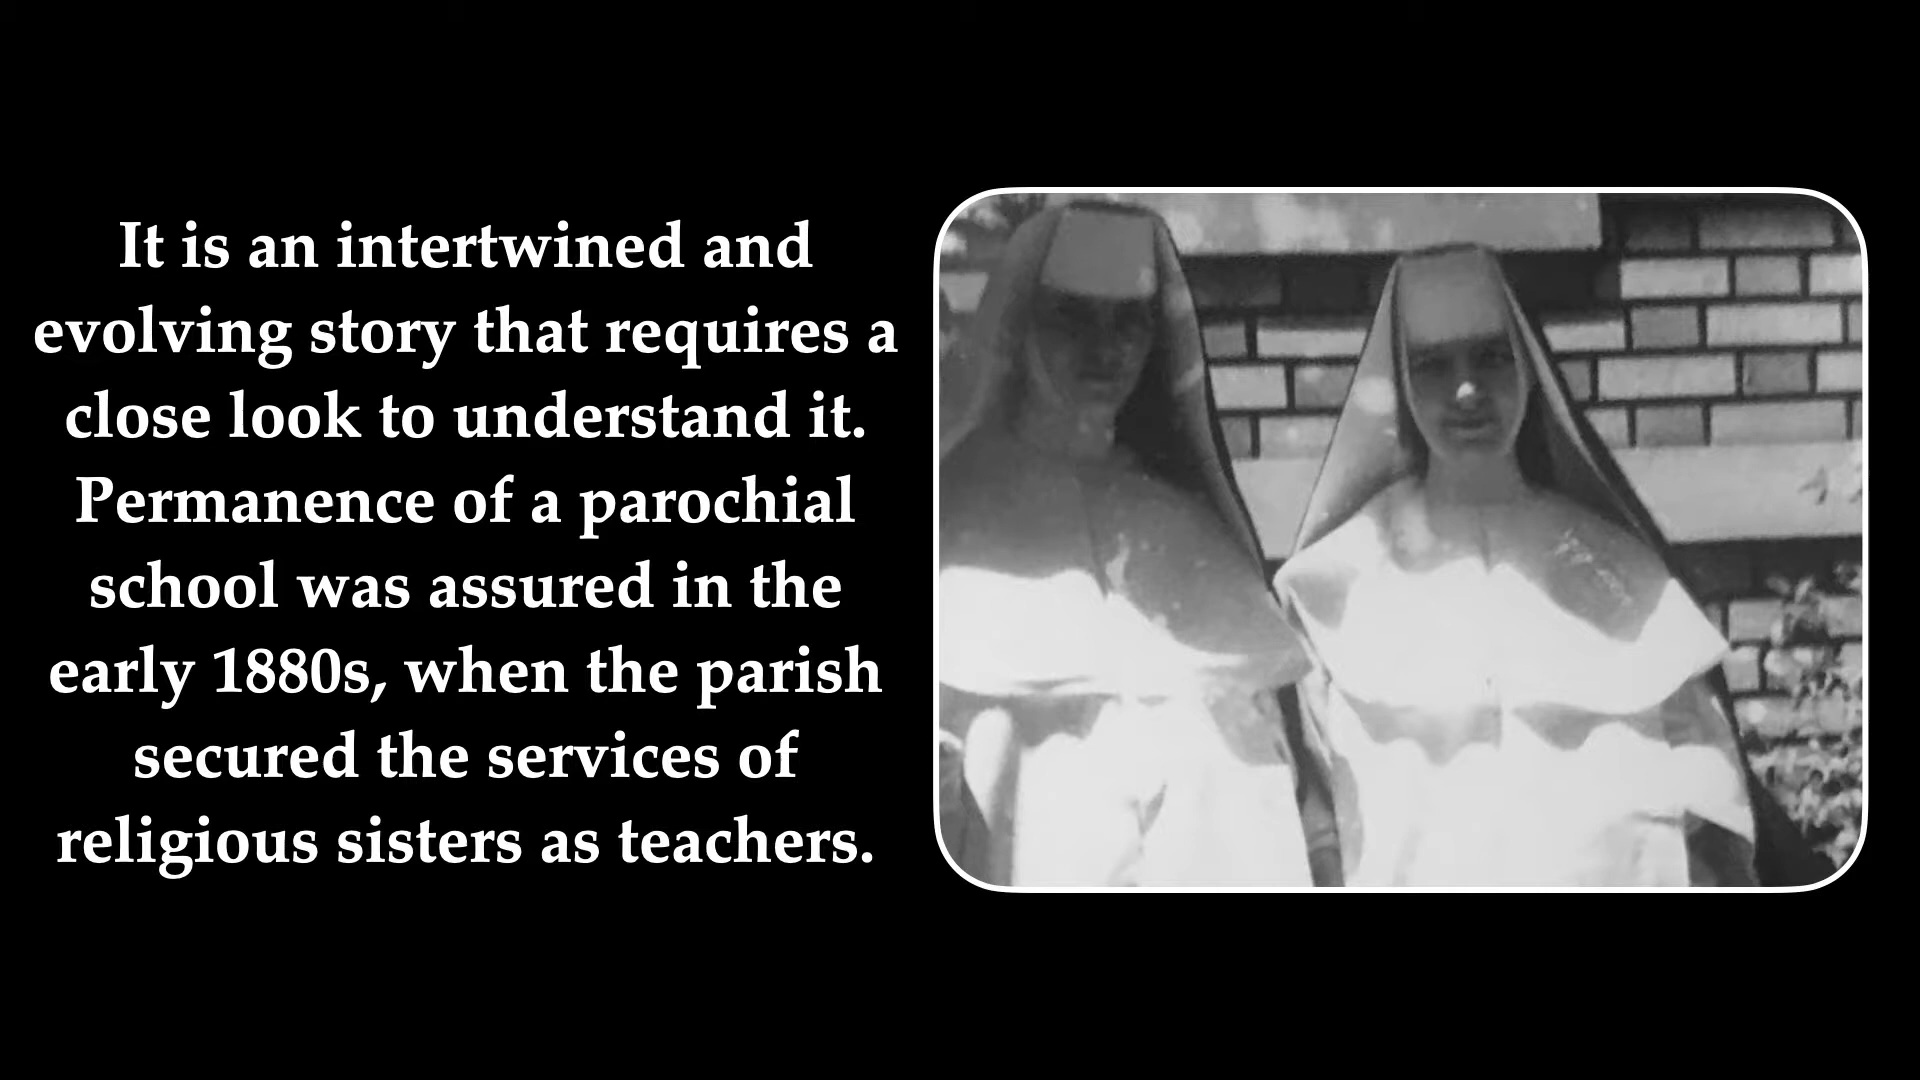 It is an intertwined and
evolving story that requires a
close look to understand it.
Permanence of a parochial
school was assured in the
early 1880s, when the parish
secured the services of
religious sisters as teachers.